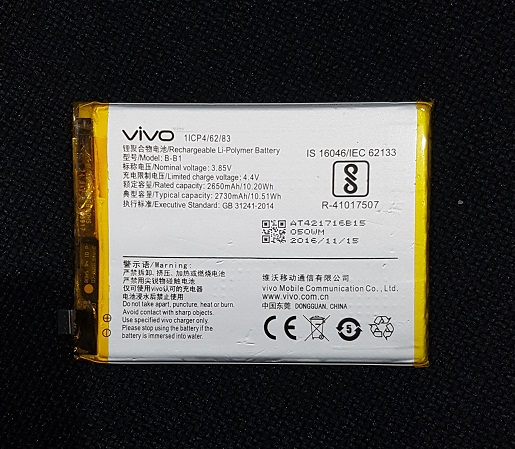 vivo 1ICP4/62/83
锂聚合物电池/Rechargeable Li-Polymer Battery
型号/Model: B-B1
标称电压/Nominal voltage: 3.85V
充电限制电压/Limited charge voltage: 4.4V
额定容量/Rated capacity: 2650mAh/10.20Wh
典型容量/Typical capacity: 2730mAh/10.51Wh
执行标准/Executive Standard: GB 31241-2014
IS 16046/IEC 62133
R-41017507
AT421716B15
050WM
2016/11/15
警示语/Warning:
严禁拆卸、挤压、加热或燃烧电池
严禁用尖锐物碰触电池
仅可使用vivo认可的充电器
电池浸水后严禁使用
Do not take apart, puncture, heat or burn.
Avoid contact with sharp objects.
Use specified vivo charger only.
Please stop using the battery if the
battery is immersed into water.
维沃移动通信有限公司
vivo Mobile Communication Co., Ltd.
www.vivo.com.cn
中国东莞 DONGGUAN, CHINA
CE 5